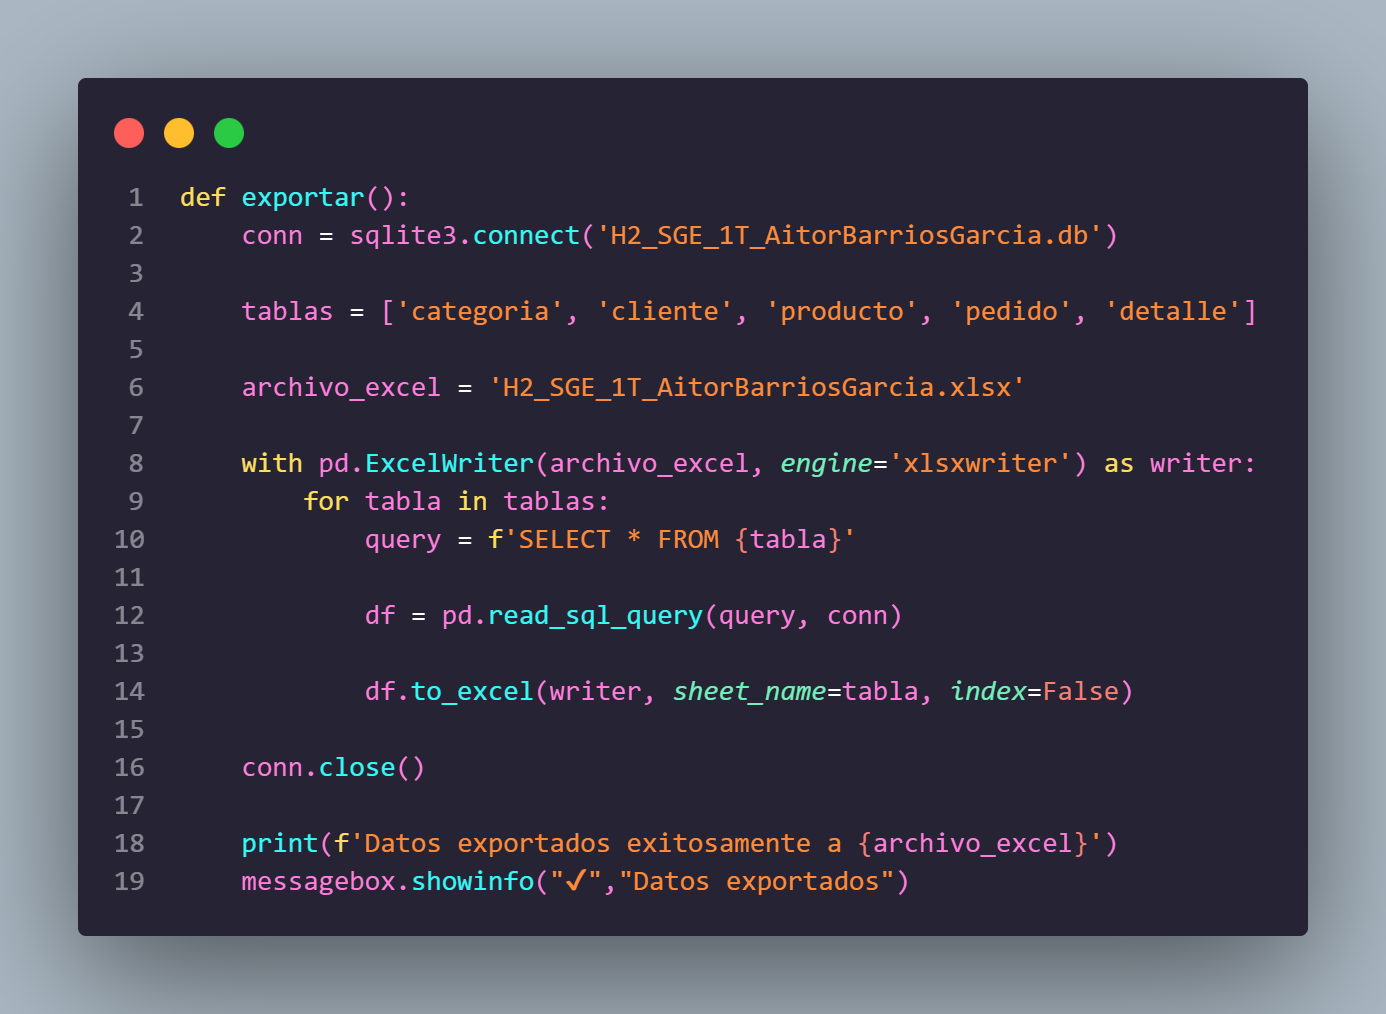 1 def exportar():
2     conn = sqlite3.connect('H2_SGE_1T_AitorBarriosGarcia.db')
3
4     tablas = ['categoria', 'cliente', 'producto', 'pedido', 'detalle']
5
6     archivo_excel = 'H2_SGE_1T_AitorBarriosGarcia.xlsx'
7
8     with pd.ExcelWriter(archivo_excel, engine='xlsxwriter') as writer:
9         for tabla in tablas:
10             query = f'SELECT * FROM {tabla}'
11
12             df = pd.read_sql_query(query, conn)
13
14             df.to_excel(writer, sheet_name=tabla, index=False)
15
16     conn.close()
17
18     print(f'Datos exportados exitosamente a {archivo_excel}')
19     messagebox.showinfo("✓","Datos exportados")